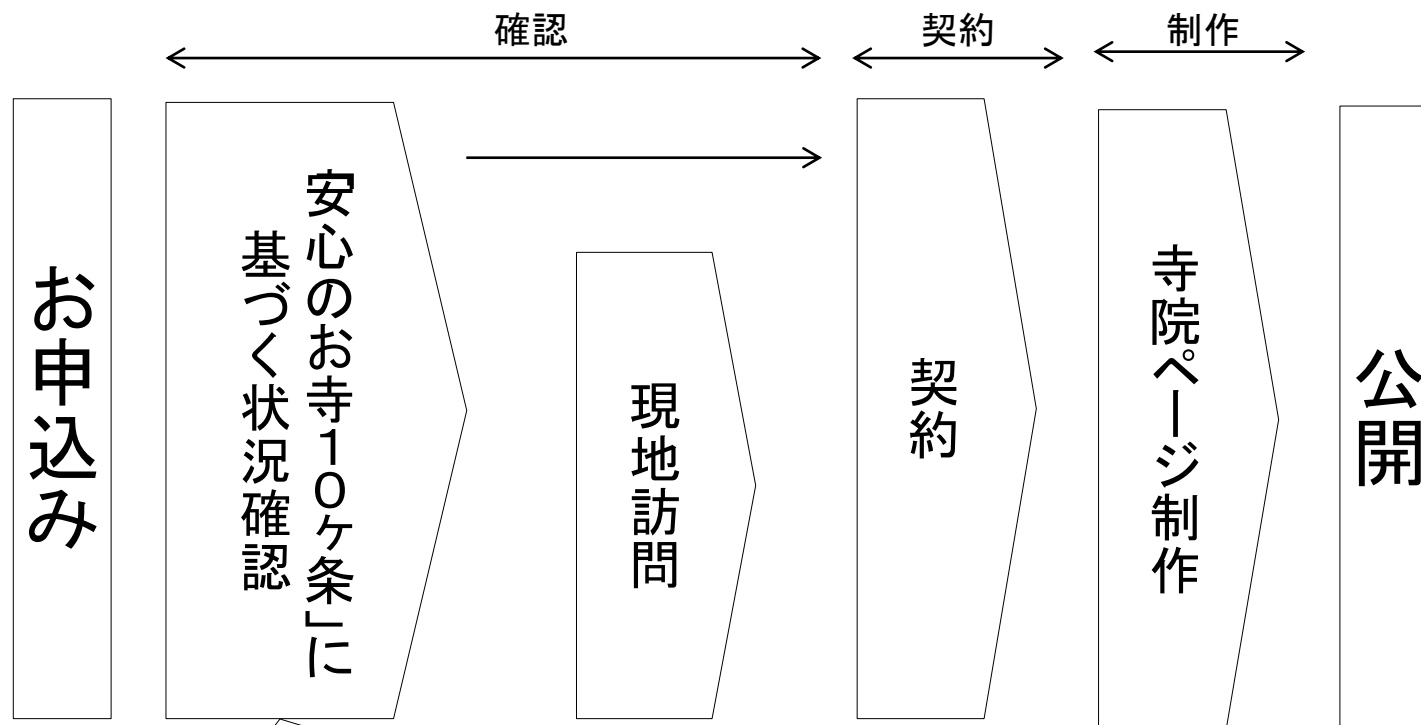 確認
契約
制作
お申込み
「安心のお寺１０ヶ条」に
基づく状況確認
現地訪問
契約
寺院ページ制作
公開